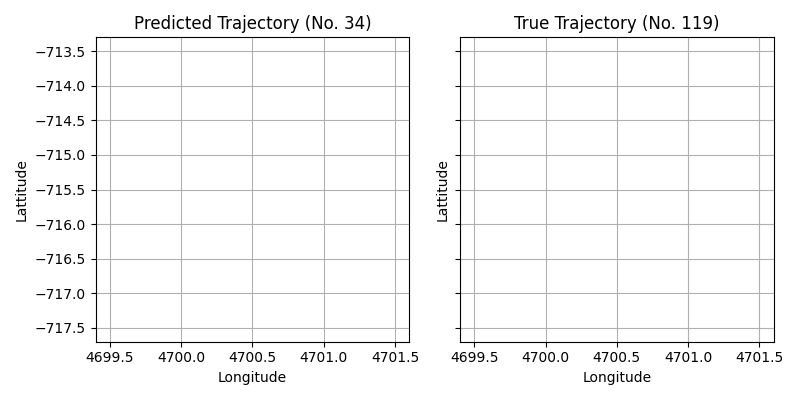 Predicted Trajectory (No. 34)
True Trajectory (No. 119)
−713.5
−714.0
−714.5
−715.0
−715.5
−716.0
−716.5
−717.0
−717.5
Lattitude
Lattitude
4699.5 4700.0 4700.5 4701.0 4701.5
4699.5 4700.0 4700.5 4701.0 4701.5
Longitude
Longitude